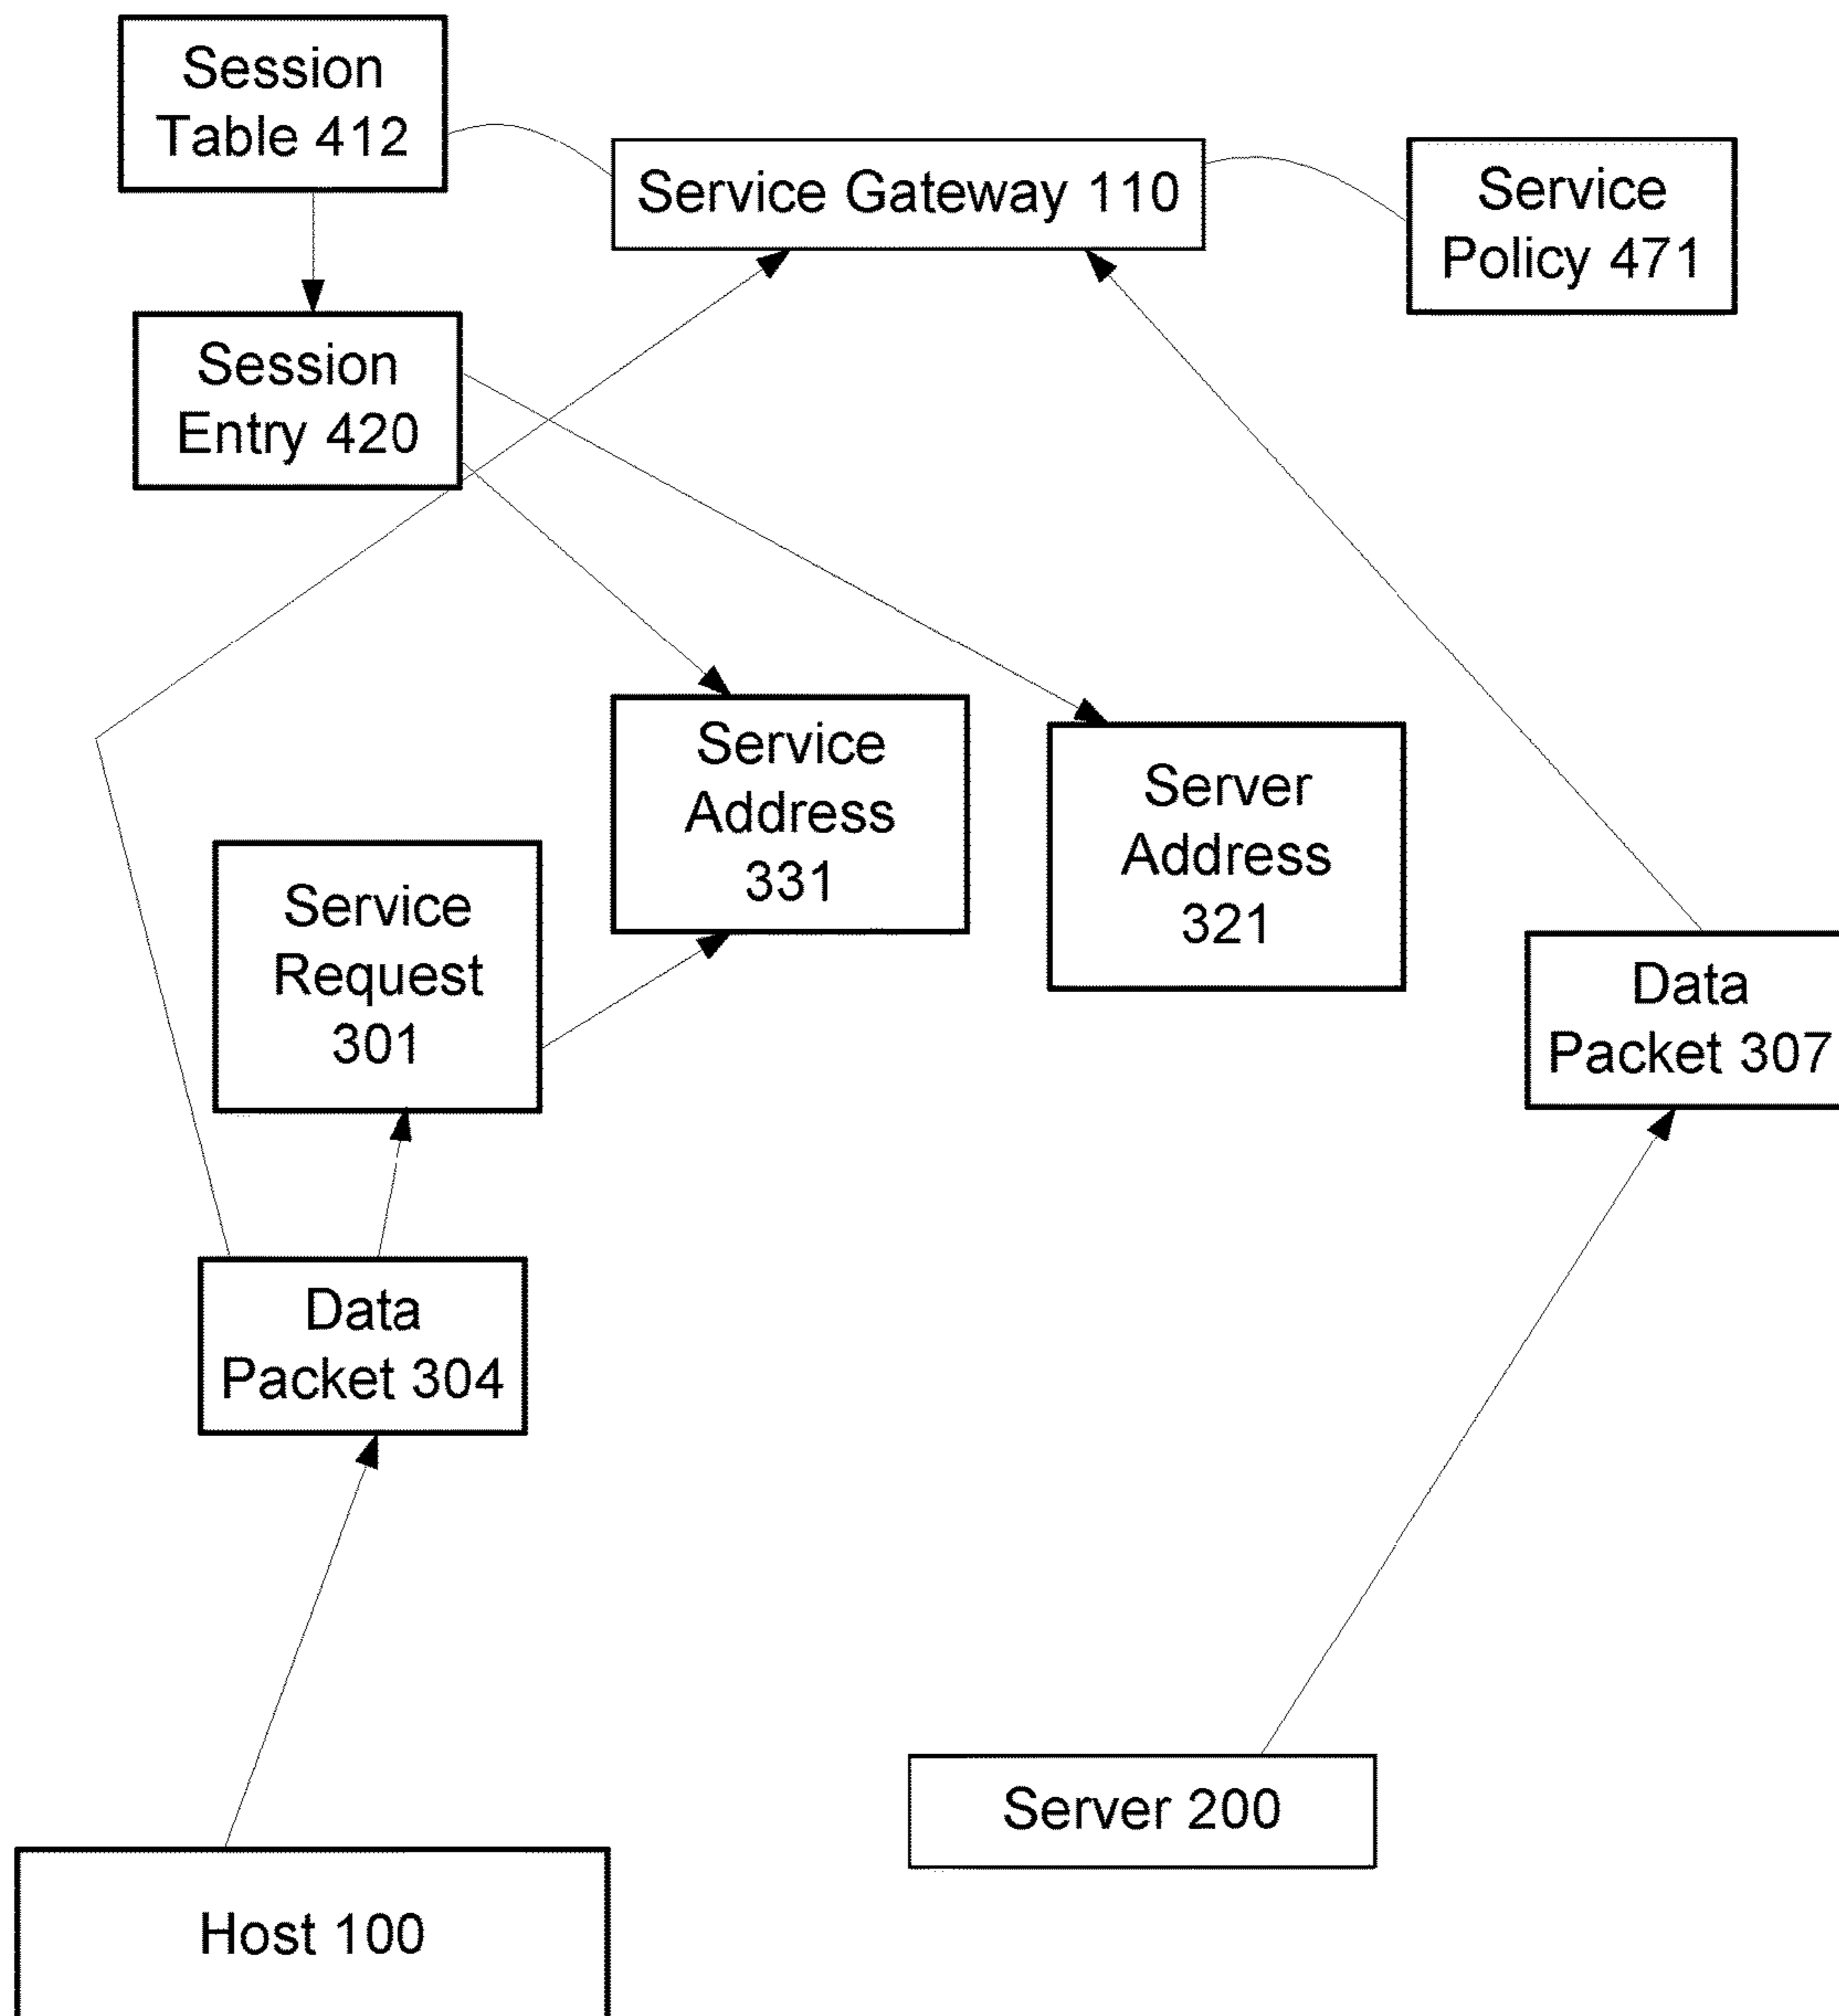 Session
Table 412
Service Gateway 110
Service
Policy 471
Session
Entry 420
Service
Address
331
Server
Address
321
Service
Request
301
Data
Packet 307
Data
Packet 304
Server 200
Host 100